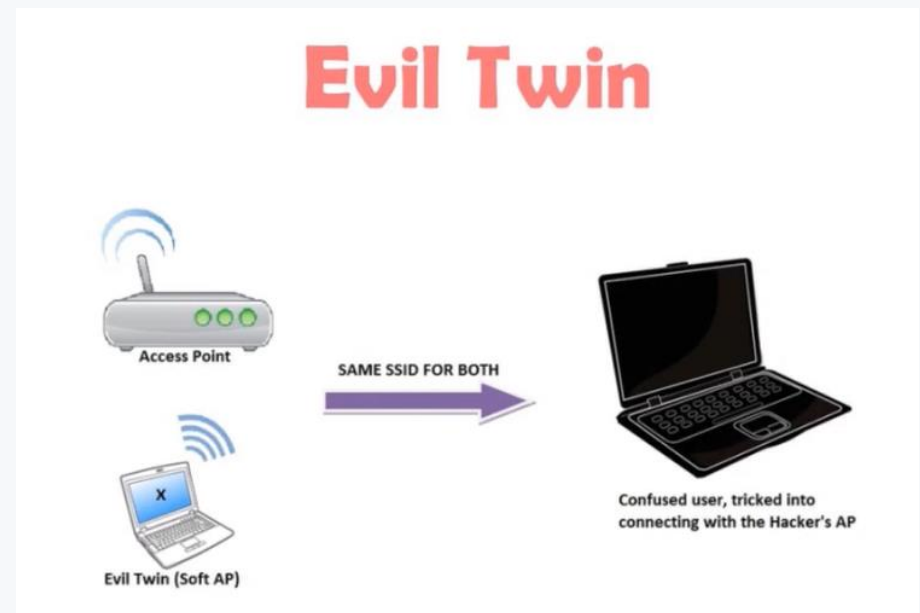 Evil Twin
Access Point
SAME SSID FOR BOTH
X
Evil Twin (Soft AP)
Confused user, tricked into
connecting with the Hacker's AP